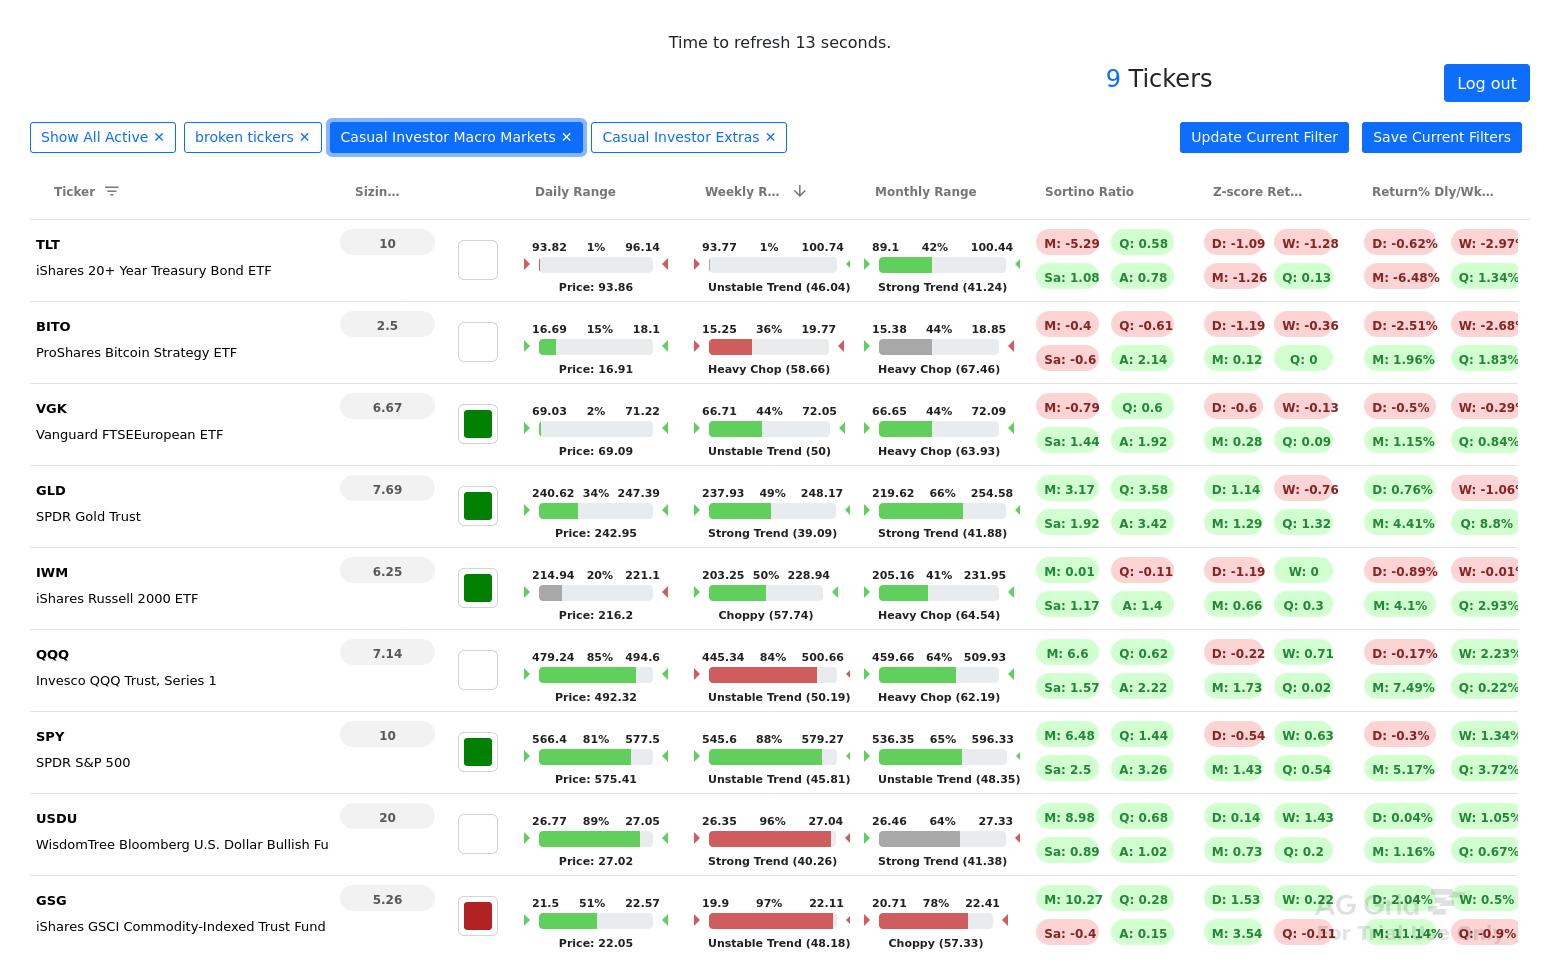 Time to refresh 13 seconds.
9 Tickers
Log out
Show All Active ✕ broken tickers ✕ Casual Investor Macro Markets ✕ Casual Investor Extras ✕ Update Current Filter Save Current Filters
Ticker Sizin... Daily Range Weekly R... Monthly Range Sortino Ratio Z-score Ret... Return% Dly/Wk...
TLT 10 93.82 1% 96.14 93.77 1% 100.74 89.1 42% 100.44 M: -5.29 Q: 0.58 D: -1.09 W: -1.28 D: -0.62% W: -2.97%
iShares 20+ Year Treasury Bond ETF Price: 93.86 Unstable Trend (46.04) Strong Trend (41.24) Sa: 1.08 A: 0.78 M: -1.26 Q: 0.13 M: -6.48% Q: 1.34%
BITO 2.5 16.69 15% 18.1 15.25 36% 19.77 15.38 44% 18.85 M: -0.4 Q: -0.61 D: -1.19 W: -0.36 D: -2.51% W: -2.68%
ProShares Bitcoin Strategy ETF Price: 16.91 Heavy Chop (58.66) Heavy Chop (67.46) Sa: -0.6 A: 2.14 M: 0.12 Q: 0 M: 1.96% Q: 1.83%
VGK 6.67 69.03 2% 71.22 66.71 44% 72.05 66.65 44% 72.09 M: -0.79 Q: 0.6 D: -0.6 W: -0.13 D: -0.5% W: -0.29%
Vanguard FTSEEuropean ETF Price: 69.09 Unstable Trend (50) Heavy Chop (63.93) Sa: 1.44 A: 1.92 M: 0.28 Q: 0.09 M: 1.15% Q: 0.84%
GLD 7.69 240.62 34% 247.39 237.93 49% 248.17 219.62 66% 254.58 M: 3.17 Q: 3.58 D: 1.14 W: -0.76 D: 0.76% W: -1.06%
SPDR Gold Trust Price: 242.95 Strong Trend (39.09) Strong Trend (41.88) Sa: 1.92 A: 3.42 M: 1.29 Q: 1.32 M: 4.41% Q: 8.8%
IWM 6.25 214.94 20% 221.1 203.25 50% 228.94 205.16 41% 231.95 M: 0.01 Q: -0.11 D: -1.19 W: 0 D: -0.89% W: -0.01%
iShares Russell 2000 ETF Price: 216.2 Choppy (57.74) Heavy Chop (64.54) Sa: 1.17 A: 1.4 M: 0.66 Q: 0.3 M: 4.1% Q: 2.93%
QQQ 7.14 479.24 85% 494.6 445.34 84% 500.66 459.66 64% 509.93 M: 6.6 Q: 0.62 D: -0.22 W: 0.71 D: -0.17% W: 2.23%
Invesco QQQ Trust, Series 1 Price: 492.32 Unstable Trend (50.19) Heavy Chop (62.19) Sa: 1.57 A: 2.22 M: 1.73 Q: 0.02 M: 7.49% Q: 0.22%
SPY 10 566.4 81% 577.5 545.6 88% 579.27 536.35 65% 596.33 M: 6.48 Q: 1.44 D: -0.54 W: 0.63 D: -0.3% W: 1.34%
SPDR S&P 500 Price: 575.41 Unstable Trend (45.81) Unstable Trend (48.35) Sa: 2.5 A: 3.26 M: 1.43 Q: 0.54 M: 5.17% Q: 3.72%
USDU 20 26.77 89% 27.05 26.35 96% 27.04 26.46 64% 27.33 M: 8.98 Q: 0.68 D: 0.14 W: 1.43 D: 0.04% W: 1.05%
WisdomTree Bloomberg U.S. Dollar Bullish Fu Price: 27.02 Strong Trend (40.26) Strong Trend (41.38) Sa: 0.89 A: 1.02 M: 0.73 Q: 0.2 M: 1.16% Q: 0.67%
GSG 5.26 21.5 51% 22.57 19.9 97% 22.11 20.71 78% 22.41 M: 10.27 Q: 0.28 D: 1.53 W: 0.22 D: 2.04% W: 0.5%
AG Grid
iShares GSCI Commodity-Indexed Trust Fund Price: 22.05 Unstable Trend (48.18) Choppy (57.33) Sa: -0.4 A: 0.15 M: 3.54 Q: -0.11 M: 11.14% Q: -0.9%
For Trial Use Only